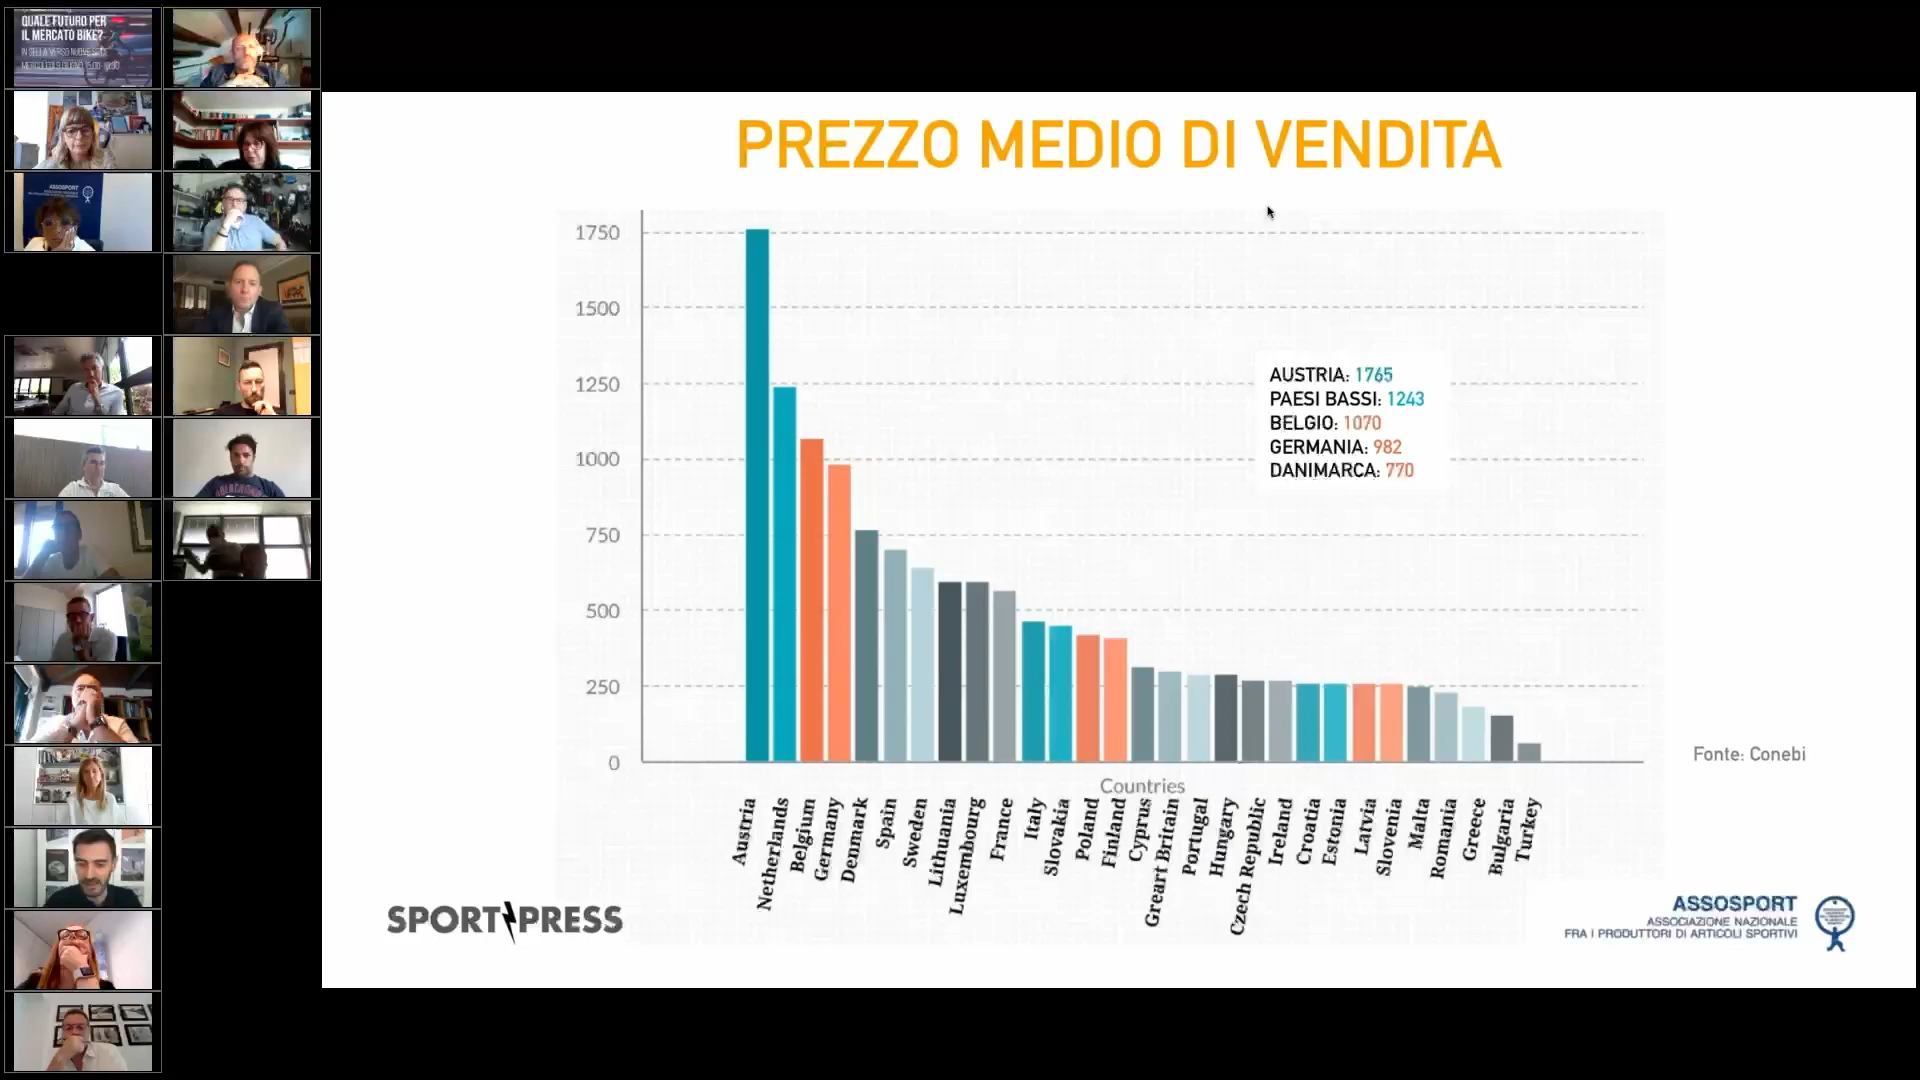 QUALE FUTURO PER
IL MERCATO BIKE?
ASSOSPORT
PREZZO MEDIO DI VENDITA
1750
1500
1250
1000
750
500
250
0
AUSTRIA: 1765
PAESI BASSI: 1243
BELGIO: 1070
GERMANIA: 982
DANIMARCA: 770
Fonte: Conebi
Countries
Austria
Netherlands
Belgium
Germany
Denmark
Spain
Sweden
Lithuania
Luxembourg
France
Italy
Slovakia
Poland
Finland
Cyprus
Greart Britain
Portugal
Hungary
Czech Republic
Ireland
Croatia
Estonia
Latvia
Slovenia
Malta
Romania
Greece
Bulgaria
Turkey
SPORT PRESS
ASSOSPORT
ASSOCIAZIONE NAZIONALE
FRA I PRODUTTORI DI ARTICOLI SPORTIVI